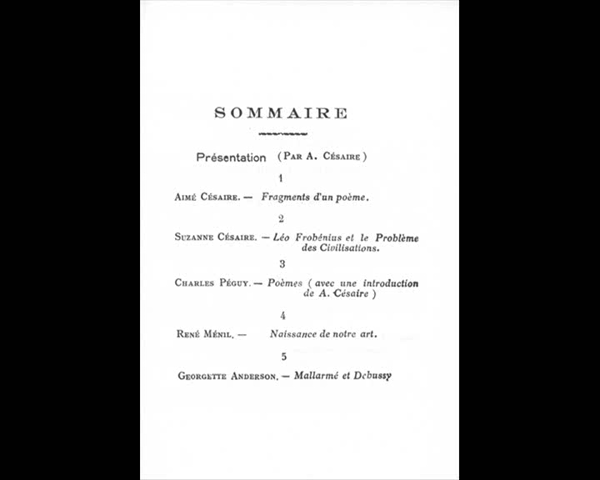 SOMMAIRE
Présentation (PAR A. CÉSAIRE)
1
AIMÉ CÉSAIRE. — Fragments d'un poème.
2
SUZANNE CÉSAIRE. — Léo Frobénius et le Problème
des Civilisations.
3
CHARLES PÉGUY. — Poèmes (avec une introduction
de A. Césaire)
4
RENÉ MÉNIL. — Naissance de notre art.
5
GEORGETTE ANDERSON. — Mallarmé et Debussy